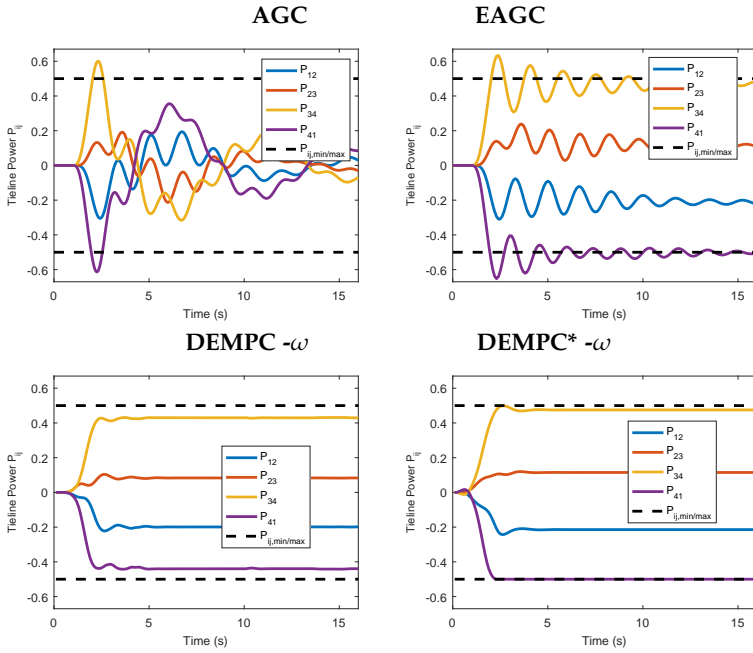 AGC
EAGC
0.6
0.4
0.2
0
-0.2
-0.4
-0.6
Tieline Power P_ij
P_12
P_23
P_34
P_41
P_ij,min/max
0 5 10 15
Time (s)
0.6
0.4
0.2
0
-0.2
-0.4
-0.6
Tieline Power P_ij
P_12
P_23
P_34
P_41
P_ij,min/max
0 5 10 15
Time (s)
DEMPC -ω
DEMPC* -ω
0.6
0.4
0.2
0
-0.2
-0.4
-0.6
Tieline Power P_ij
P_12
P_23
P_34
P_41
P_ij,min/max
0 5 10 15
Time (s)
0.6
0.4
0.2
0
-0.2
-0.4
-0.6
Tieline Power P_ij
P_12
P_23
P_34
P_41
P_ij,min/max
0 5 10 15
Time (s)